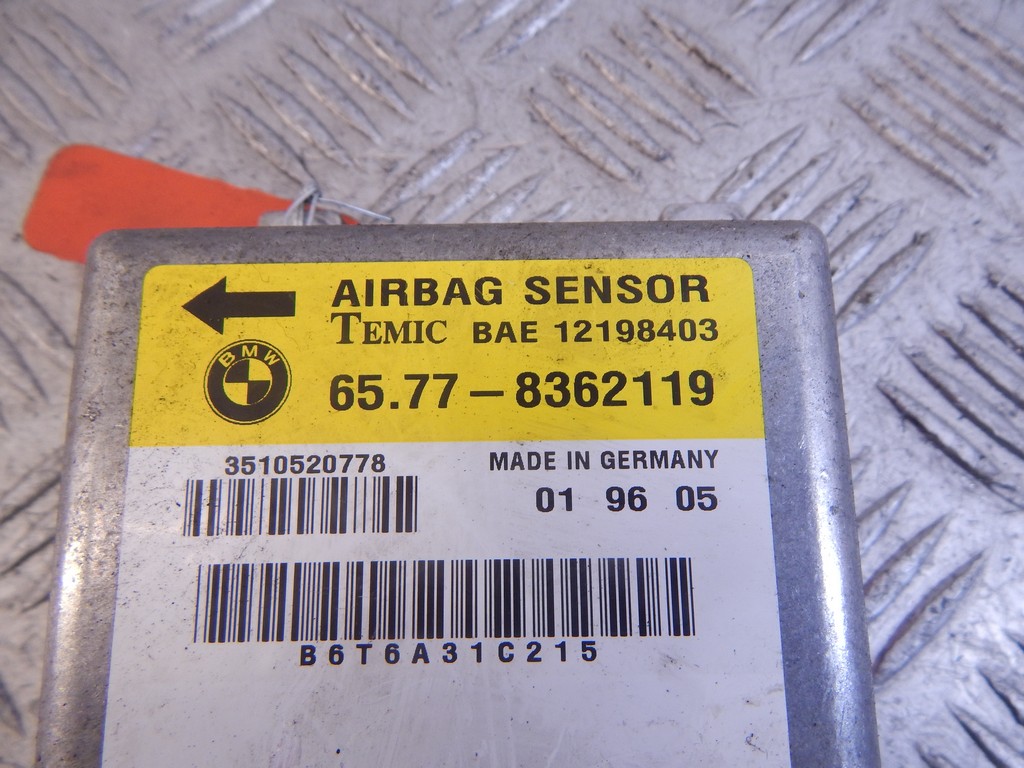 AIRBAG SENSOR
TEMIC BAE 12198403
BMW
65.77-8362119
3510520778
MADE IN GERMANY
01 96 05
B6T6A31C215